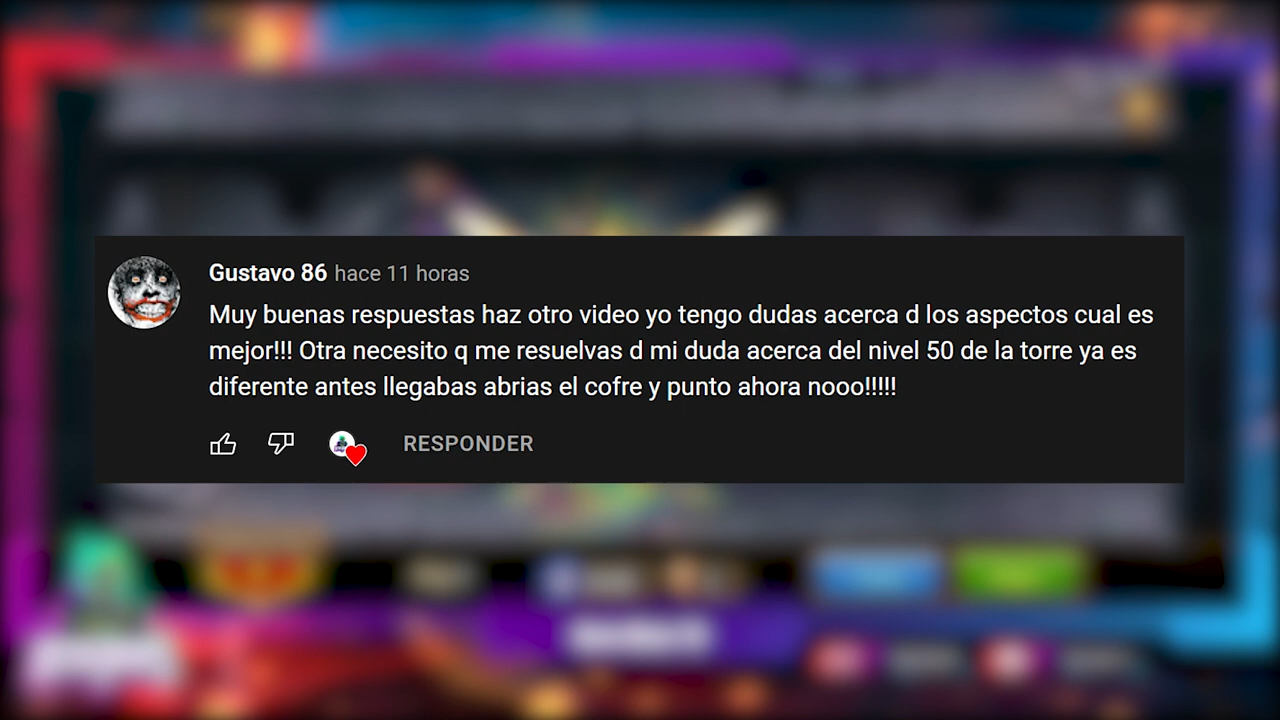 Gustavo 86 hace 11 horas
Muy buenas respuestas haz otro video yo tengo dudas acerca d los aspectos cual es
mejor!!! Otra necesito q me resuelvas d mi duda acerca del nivel 50 de la torre ya es
diferente antes llegabas abrias el cofre y punto ahora nooo!!!!!
RESPONDER